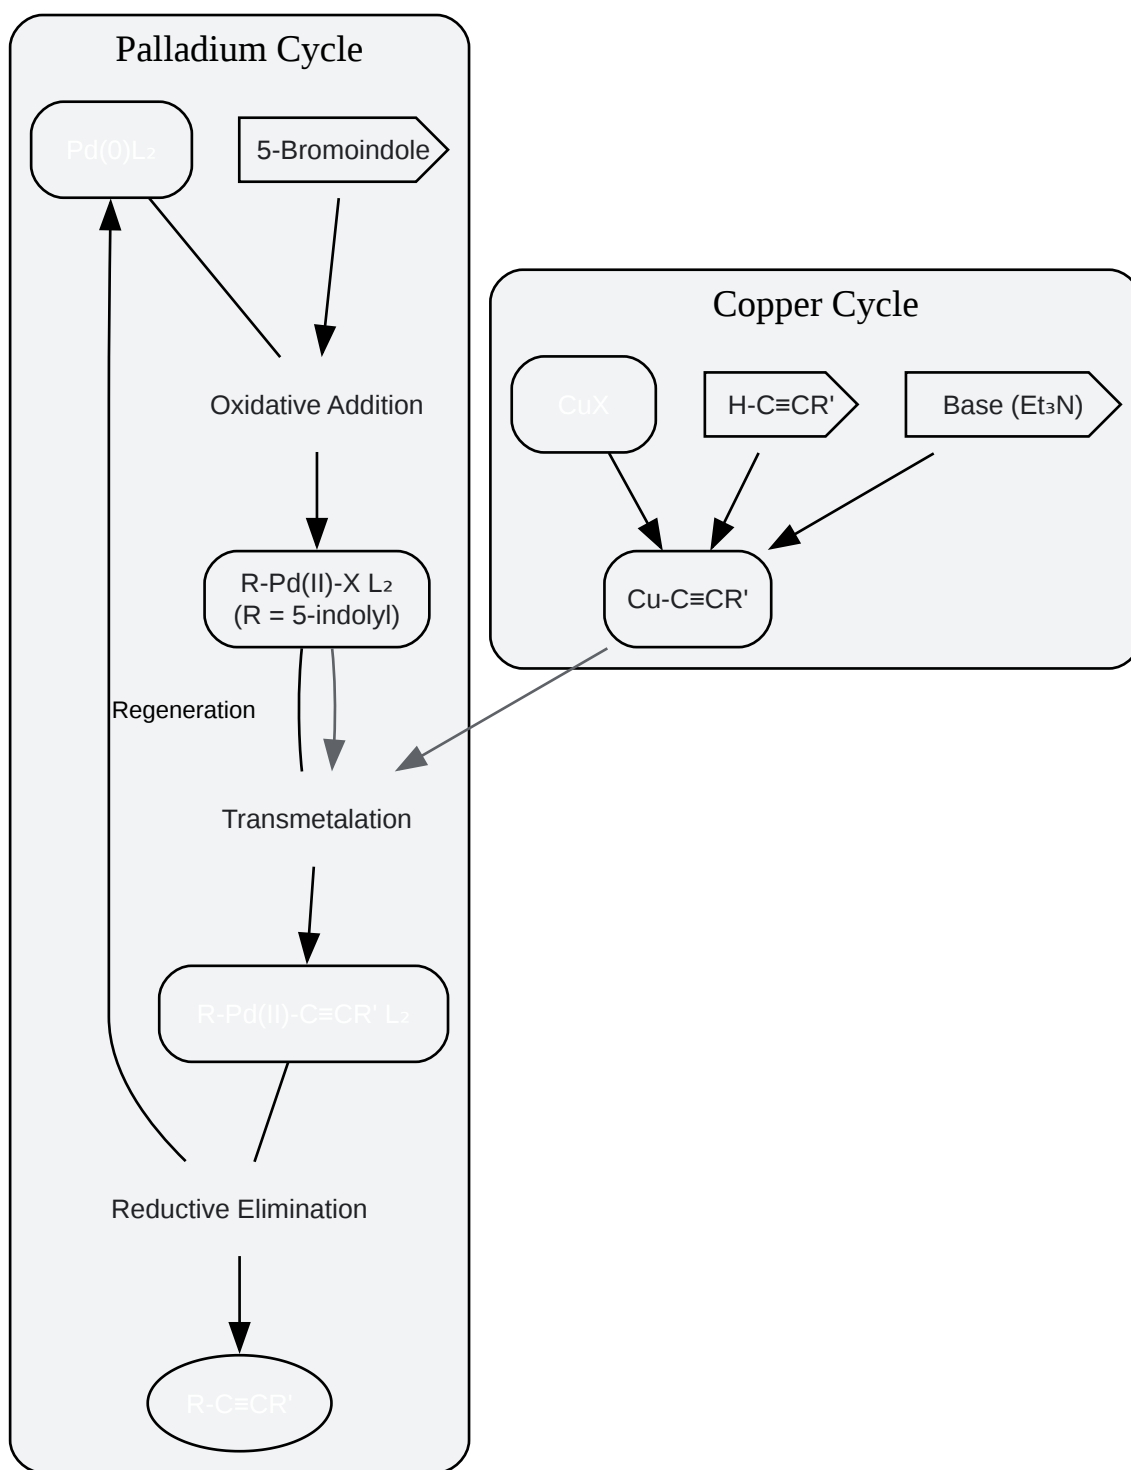 Palladium Cycle
Pd(0)L₂
5-Bromoindole
Copper Cycle
Oxidative Addition
CuX
H-C≡CR'
Base (Et₃N)
R-Pd(II)-X L₂
(R = 5-indolyl)
Cu-C≡CR'
Regeneration
Transmetalation
R-Pd(II)-C≡CR' L₂
Reductive Elimination
R-C≡CR'